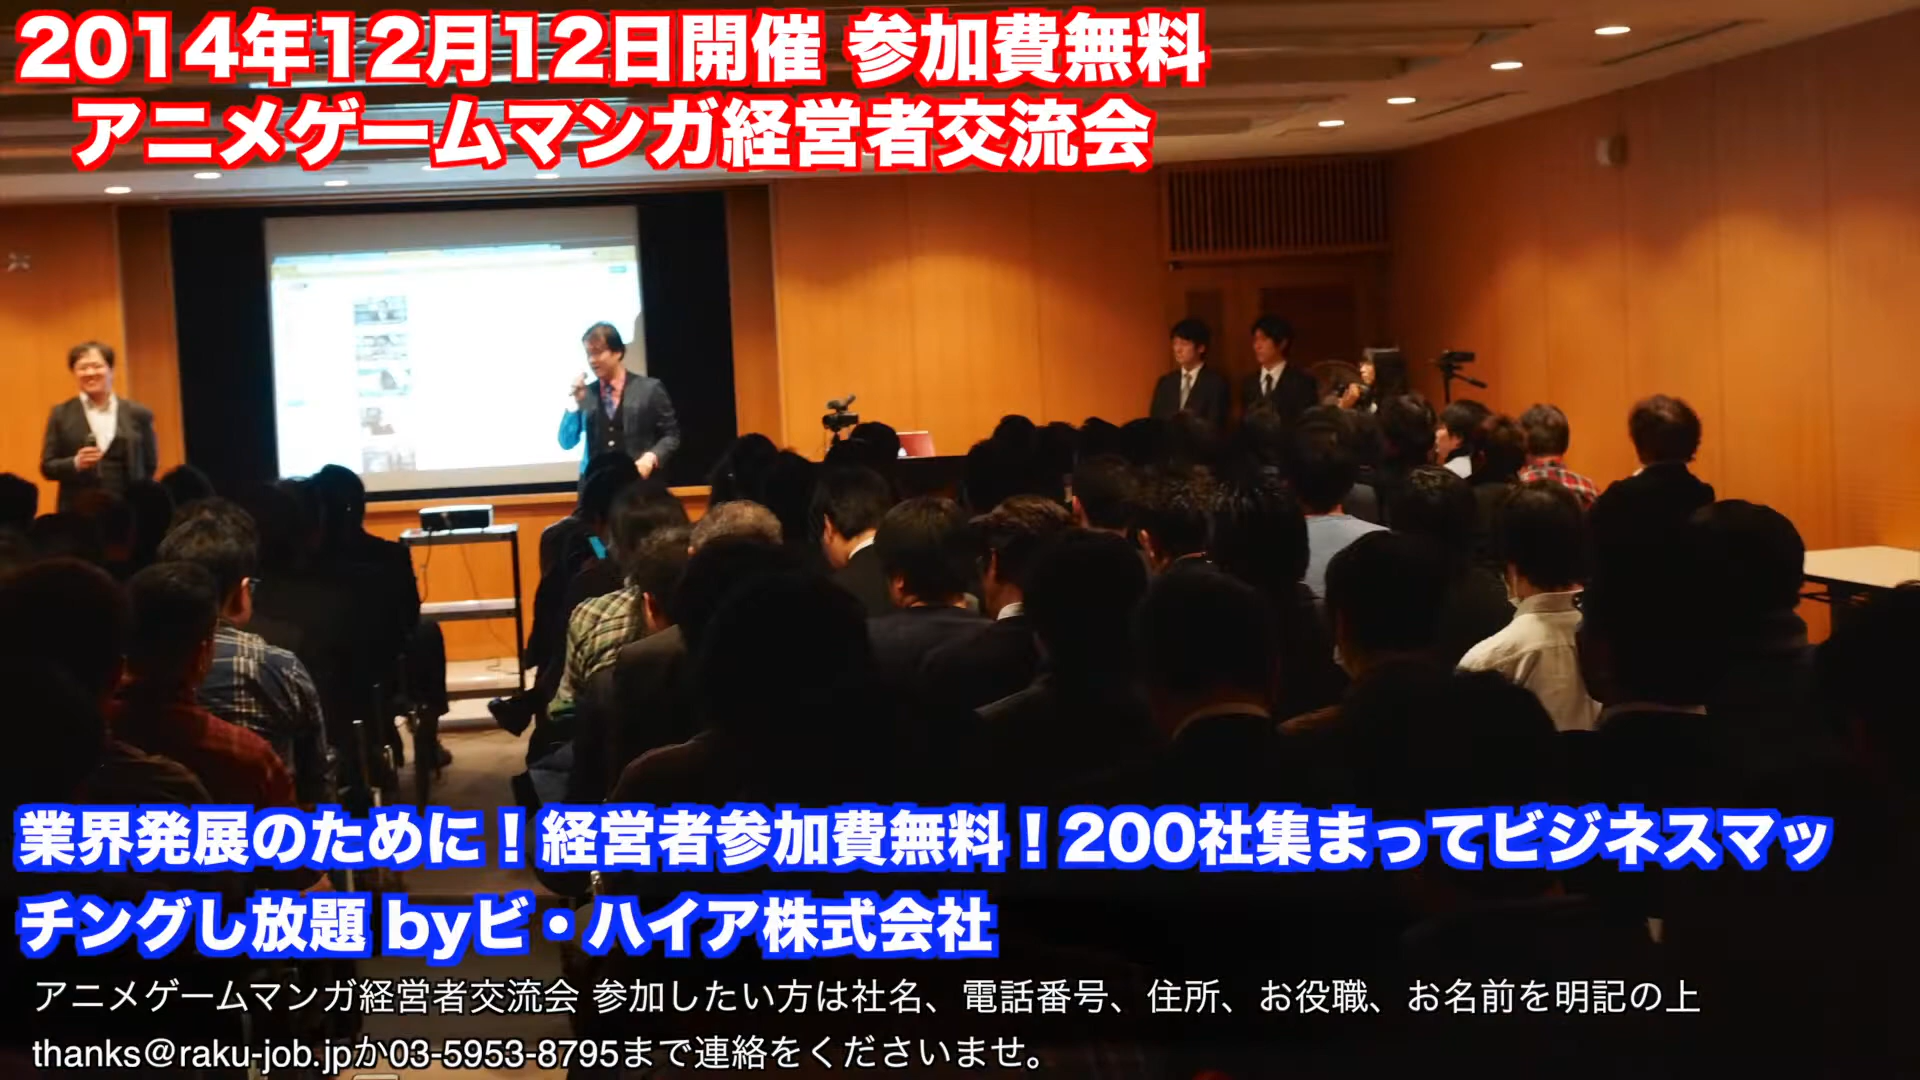 2014年12月12日開催 参加費無料
アニメゲームマンガ経営者交流会
業界発展のために！経営者参加費無料！200社集まってビジネスマッ
チングし放題 byビ・ハイア株式会社
アニメゲームマンガ経営者交流会 参加したい方は社名、電話番号、住所、お役職、お名前を明記の上
thanks@raku-job.jpか03-5953-8795まで連絡をくださいませ。